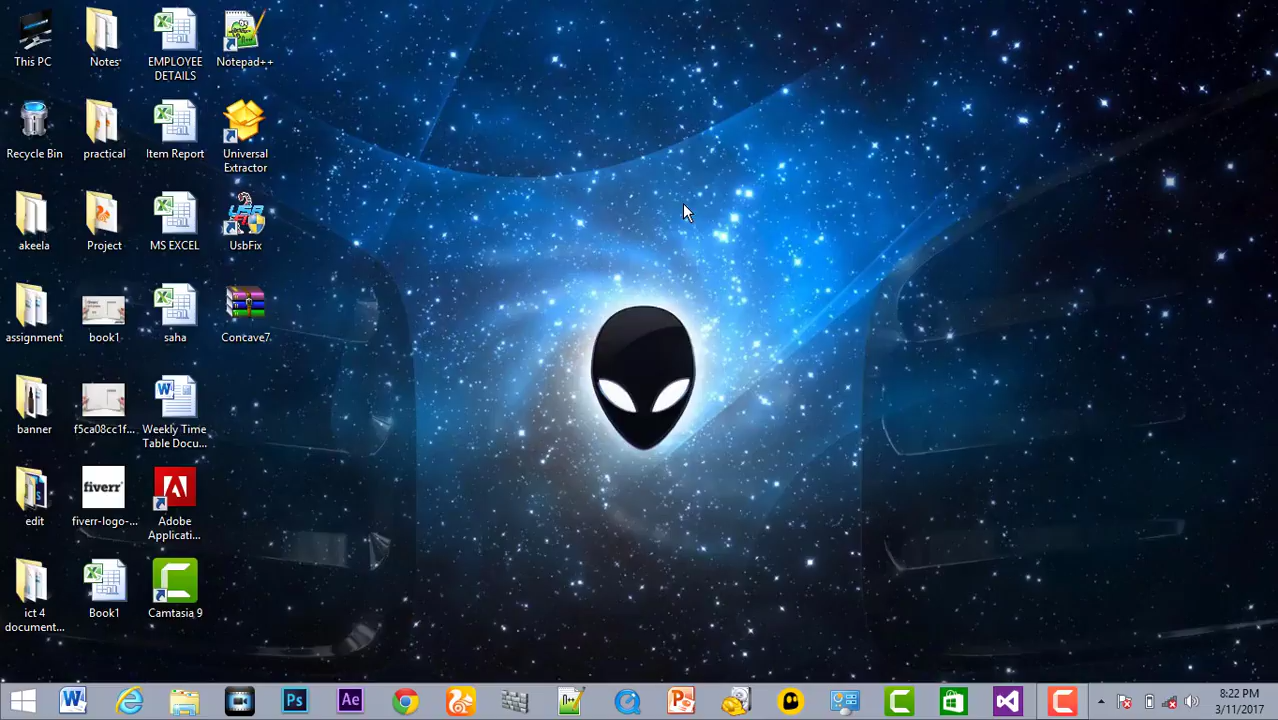 This PC
Notes
EMPLOYEE
DETAILS
Notepad++
Recycle Bin
practical
Item Report
Universal
Extractor
akeela
Project
MS EXCEL
UsbFix
assignment
book1
saha
Concave7
banner
f5ca08cc1f...
Weekly Time
Table Docu...
edit
fiverr
fiverr-logo-...
Adobe
Applicati...
ict 4
document...
Book1
Camtasia 9
Ps
Ae
8:22 PM
3/11/2017